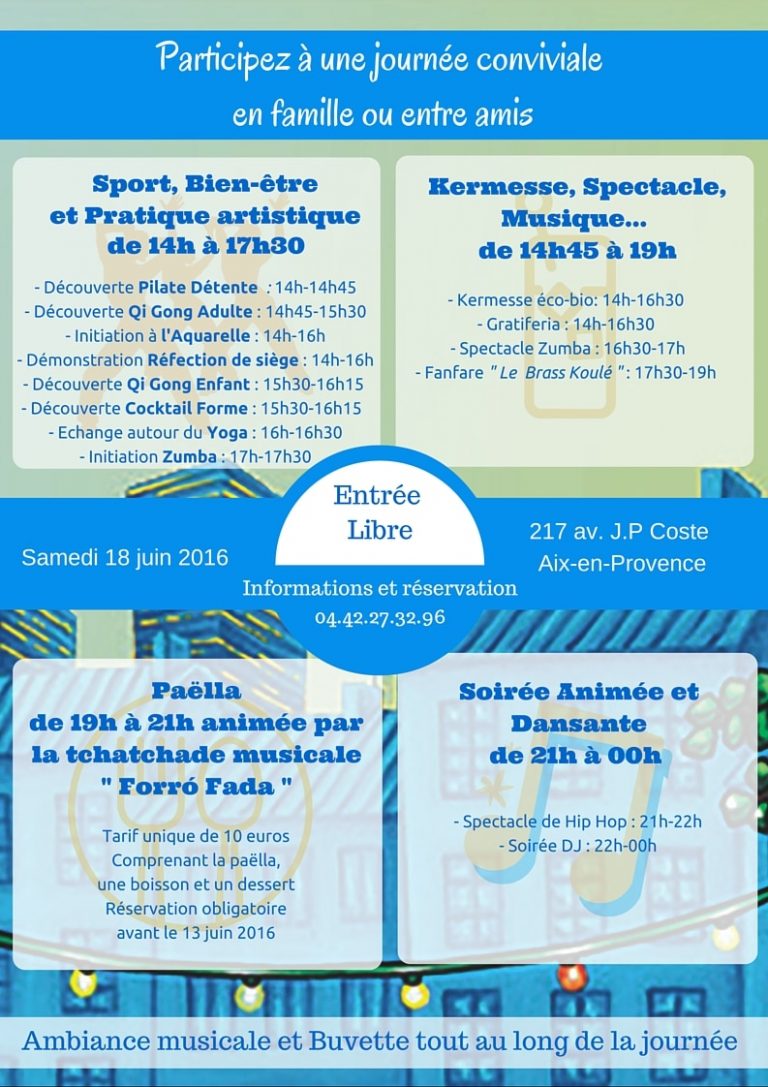 Participez à une journée conviviale
en famille ou entre amis
Sport, Bien-être
et Pratique artistique
de 14h à 17h30
- Découverte Pilate Détente : 14h-14h45
- Découverte Qi Gong Adulte : 14h45-15h30
- Initiation à l'Aquarelle : 14h-16h
- Démonstration Réfection de siège : 14h-16h
- Découverte Qi Gong Enfant : 15h30-16h15
- Découverte Cocktail Forme : 15h30-16h15
- Echange autour du Yoga : 16h-16h30
- Initiation Zumba : 17h-17h30
Kermesse, Spectacle,
Musique...
de 14h45 à 19h
- Kermesse éco-bio: 14h-16h30
- Gratiferia : 14h-16h30
- Spectacle Zumba : 16h30-17h
- Fanfare " Le Brass Koulé " : 17h30-19h
Samedi 18 juin 2016
Entrée
Libre
Informations et réservation
04.42.27.32.96
217 av. J.P Coste
Aix-en-Provence
Paëlla
de 19h à 21h animée par
la tchatchade musicale
" Forró Fada "
Tarif unique de 10 euros
Comprenant la paëlla,
une boisson et un dessert
Réservation obligatoire
avant le 13 juin 2016
Soirée Animée et
Dansante
de 21h à 00h
- Spectacle de Hip Hop : 21h-22h
- Soirée DJ : 22h-00h
Ambiance musicale et Buvette tout au long de la journée